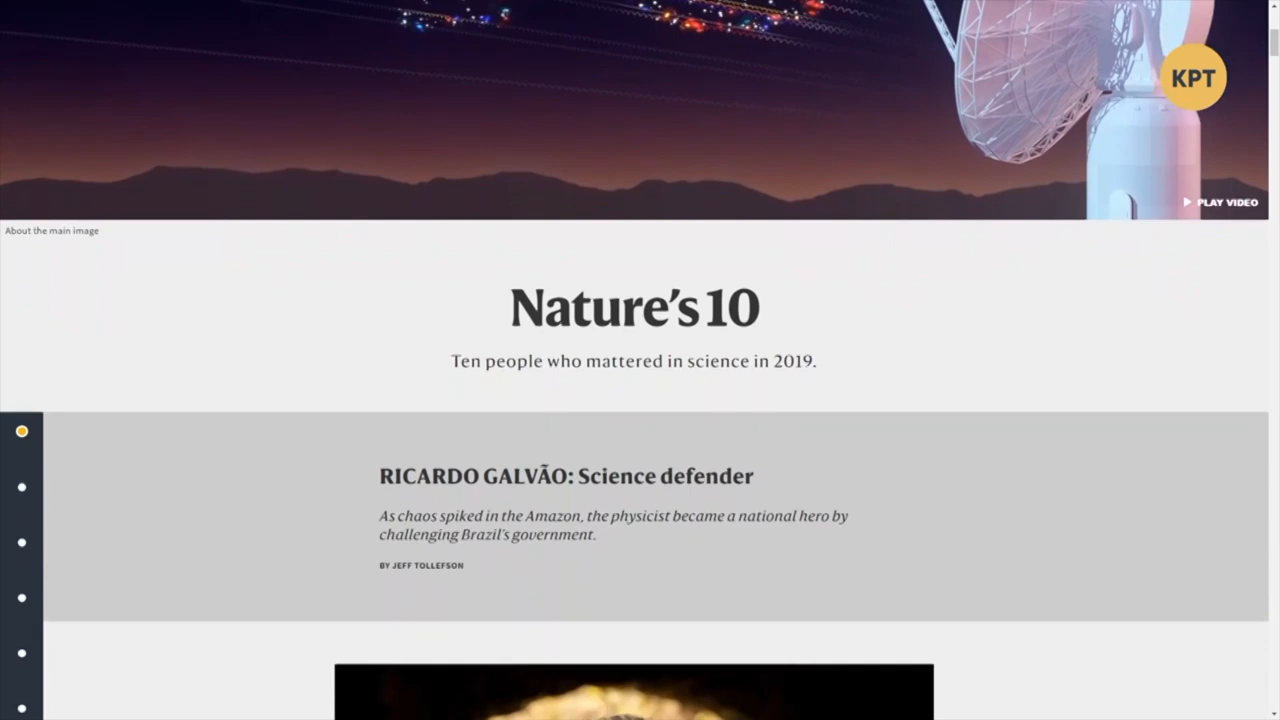 KPT
PLAY VIDEO
About the main image
Nature’s 10
Ten people who mattered in science in 2019.
RICARDO GALVÃO: Science defender
As chaos spiked in the Amazon, the physicist became a national hero by
challenging Brazil’s government.
BY JEFF TOLLEFSON